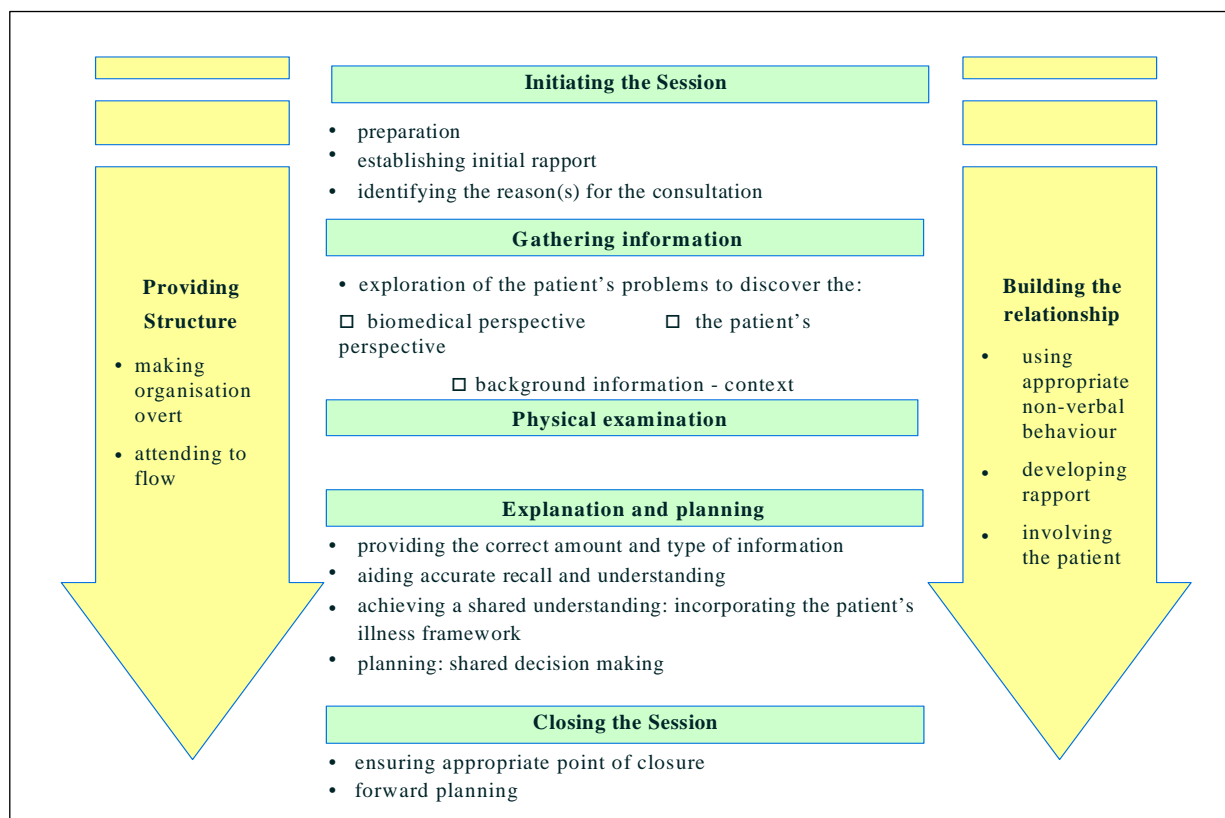 Initiating the Session
• preparation
• establishing initial rapport
• identifying the reason(s) for the consultation
Gathering information
• exploration of the patient’s problems to discover the:
□ biomedical perspective □ the patient’s
perspective
□ background information - context
Physical examination
Explanation and planning
• providing the correct amount and type of information
• aiding accurate recall and understanding
• achieving a shared understanding: incorporating the patient’s
illness framework
• planning: shared decision making
Closing the Session
• ensuring appropriate point of closure
• forward planning
Providing
Structure
• making
organisation
overt
• attending to
flow
Building the
relationship
• using
appropriate
non-verbal
behaviour
• developing
rapport
• involving
the patient